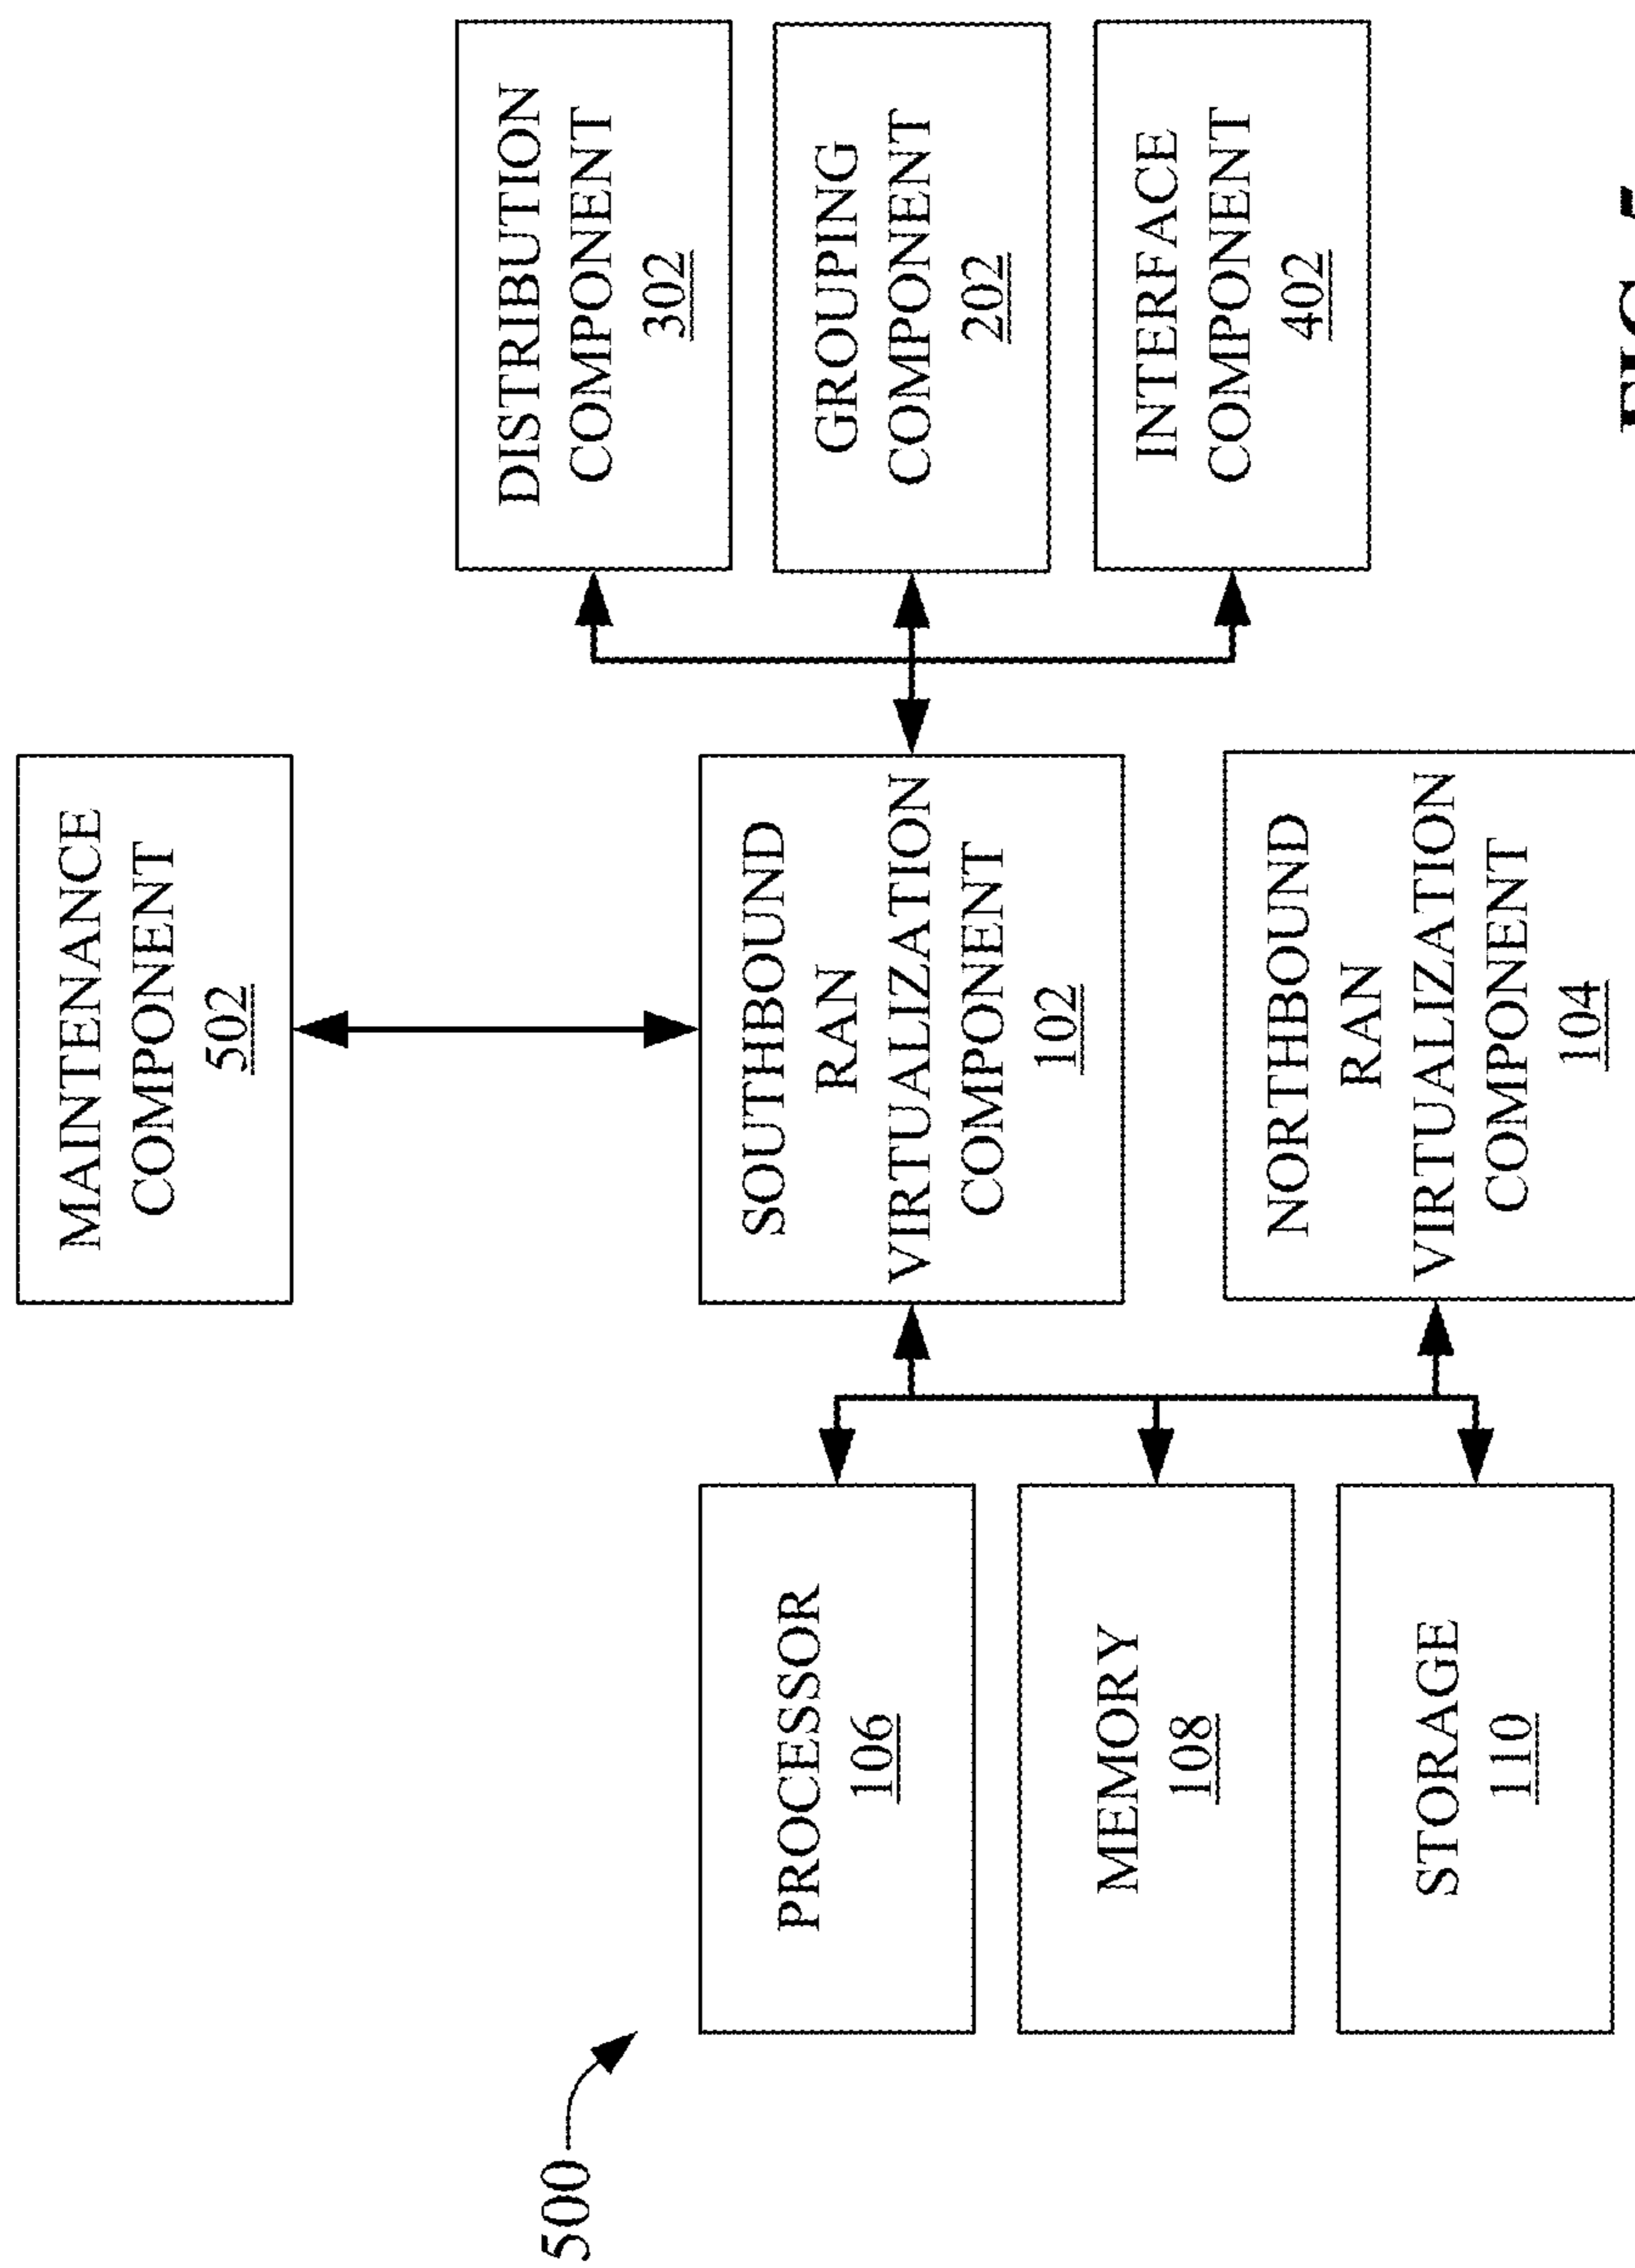 500
PROCESSOR
106
MEMORY
108
STORAGE
110
MAINTENANCE
COMPONENT
502
SOUTHBOUND
RAN
VIRTUALIZATION
COMPONENT
102
NORTHBOUND
RAN
VIRTUALIZATION
COMPONENT
104
DISTRIBUTION
COMPONENT
302
GROUPING
COMPONENT
202
INTERFACE
COMPONENT
402